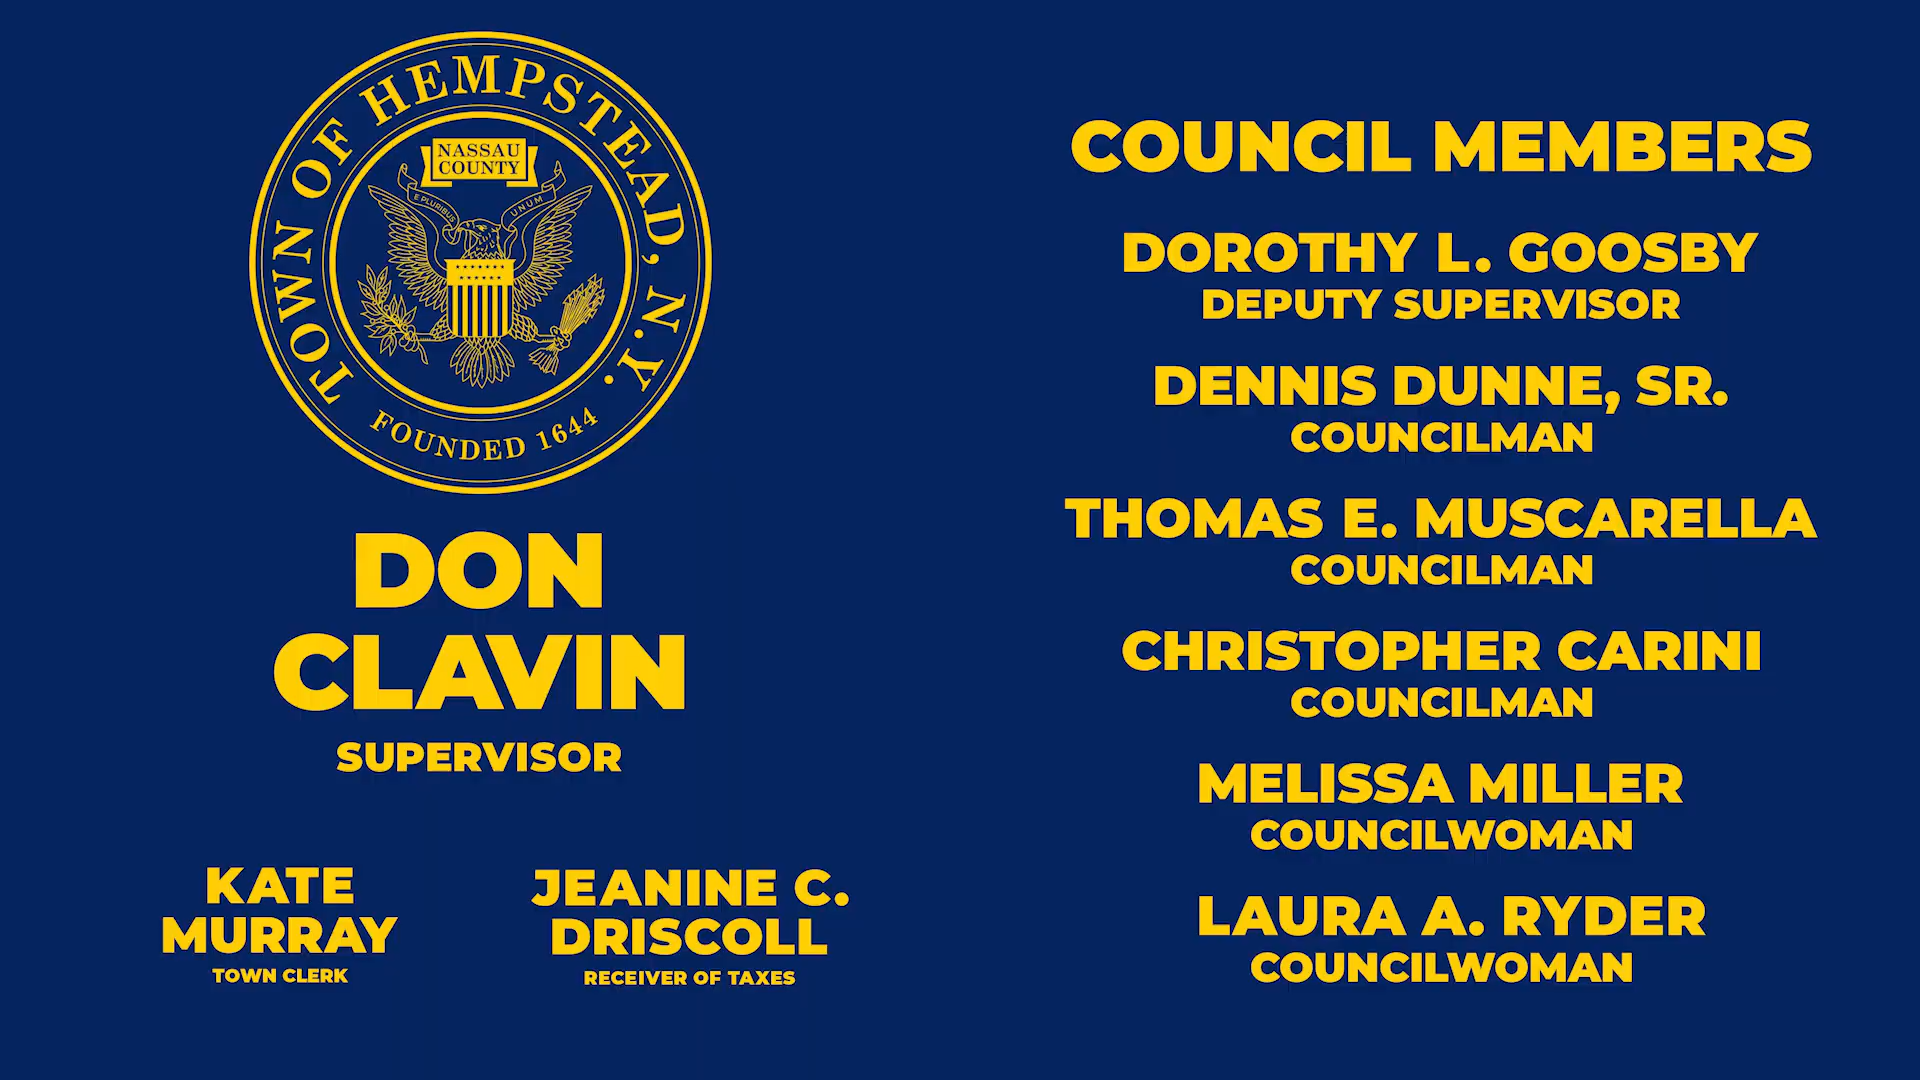 TOWN OF HEMPSTEAD, N.Y.
NASSAU
COUNTY
E PLURIBUS UNUM
FOUNDED 1644
DON
CLAVIN
SUPERVISOR
KATE
MURRAY
TOWN CLERK
JEANINE C.
DRISCOLL
RECEIVER OF TAXES
COUNCIL MEMBERS
DOROTHY L. GOOSBY
DEPUTY SUPERVISOR
DENNIS DUNNE, SR.
COUNCILMAN
THOMAS E. MUSCARELLA
COUNCILMAN
CHRISTOPHER CARINI
COUNCILMAN
MELISSA MILLER
COUNCILWOMAN
LAURA A. RYDER
COUNCILWOMAN